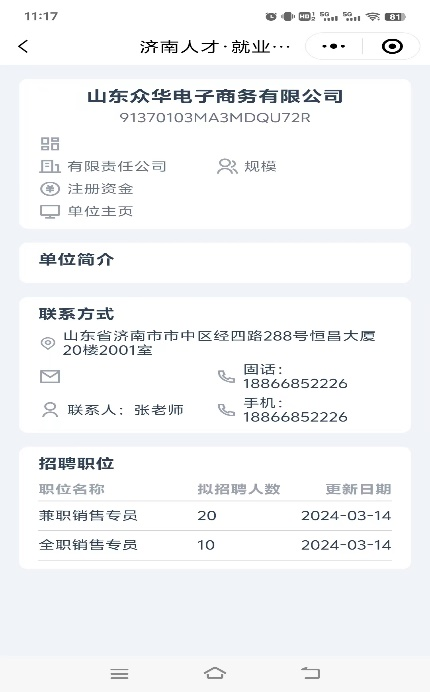 11:17
HD 5G 5G 81
济南人才·就业…
山东众华电子商务有限公司
91370103MA3MDQU72R
有限责任公司 规模
注册资金
单位主页
单位简介
联系方式
山东省济南市市中区经四路288号恒昌大厦
20楼2001室
固话：
18866852226
联系人：张老师
手机：
18866852226
招聘职位
职位名称 拟招聘人数 更新日期
兼职销售专员 20 2024-03-14
全职销售专员 10 2024-03-14